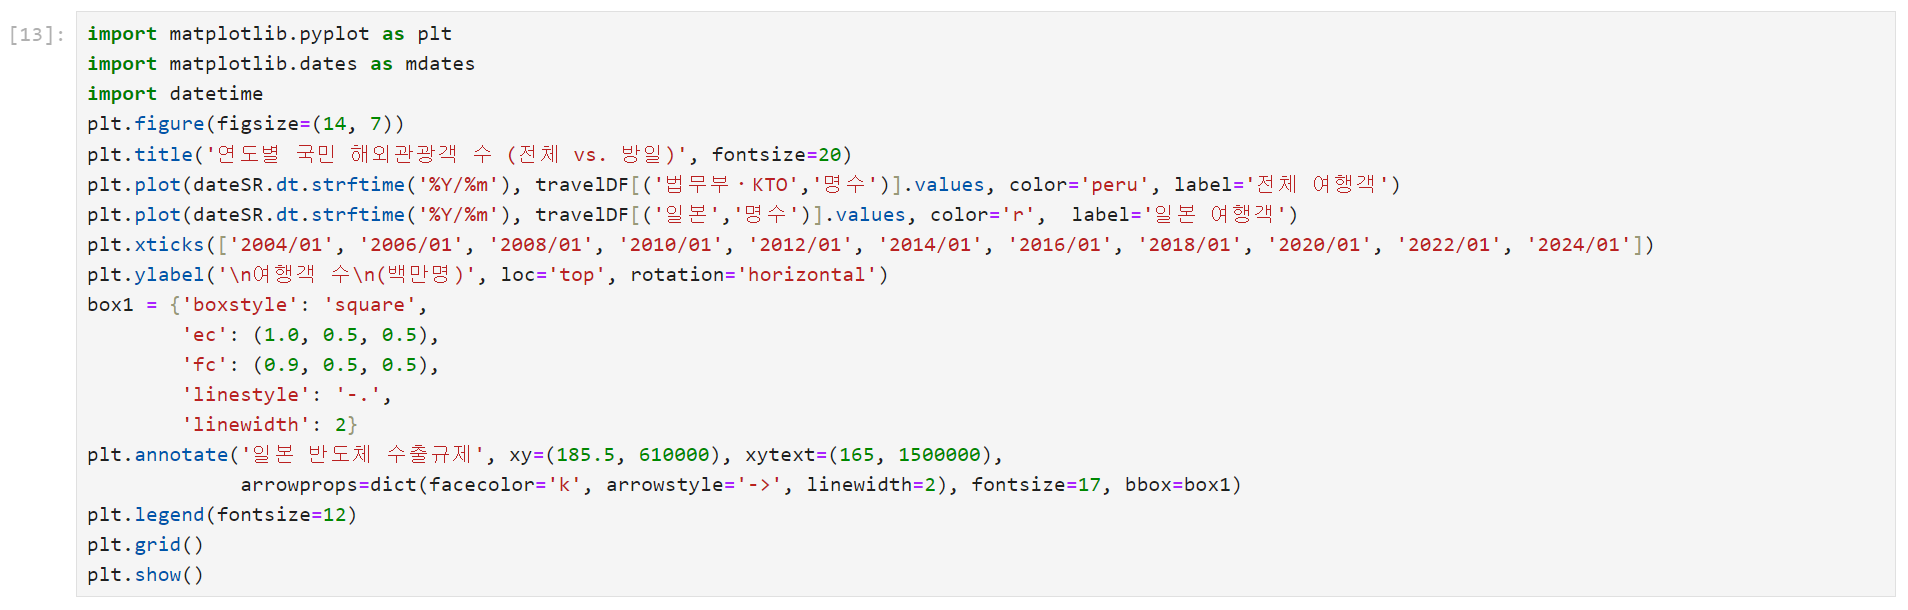 [13]:
import matplotlib.pyplot as plt
import matplotlib.dates as mdates
import datetime
plt.figure(figsize=(14, 7))
plt.title('연도별 국민 해외관광객 수 (전체 vs. 방일)', fontsize=20)
plt.plot(dateSR.dt.strftime('%Y/%m'), travelDF[('법무부·KTO','명수')].values, color='peru', label='전체 여행객')
plt.plot(dateSR.dt.strftime('%Y/%m'), travelDF[('일본','명수')].values, color='r',  label='일본 여행객')
plt.xticks(['2004/01', '2006/01', '2008/01', '2010/01', '2012/01', '2014/01', '2016/01', '2018/01', '2020/01', '2022/01', '2024/01'])
plt.ylabel('\n여행객 수\n(백만명)', loc='top', rotation='horizontal')
box1 = {'boxstyle': 'square',
        'ec': (1.0, 0.5, 0.5),
        'fc': (0.9, 0.5, 0.5),
        'linestyle': '-.',
        'linewidth': 2}
plt.annotate('일본 반도체 수출규제', xy=(185.5, 610000), xytext=(165, 1500000),
             arrowprops=dict(facecolor='k', arrowstyle='->', linewidth=2), fontsize=17, bbox=box1)
plt.legend(fontsize=12)
plt.grid()
plt.show()